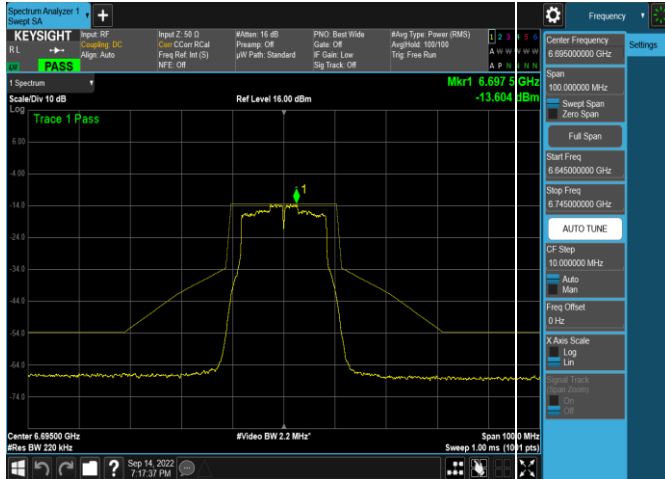 Spectrum Analyzer 1
Swept SA
Frequency
KEYSIGHT
R L
PASS
Input: RF
Coupling: DC
Align: Auto
Input Z: 50 Ω
Corr CCorr RCal
Freq Ref: Int (S)
NFE: Off
#Atten: 16 dB
Preamp: Off
µW Path: Standard
PNO: Best Wide
Gate: Off
IF Gain: Low
Sig Track: Off
#Avg Type: Power (RMS)
Avg|Hold: 100/100
Trig: Free Run
1 2 3 4 5 6
A W W W W W
A P N N N N
1 Spectrum
Scale/Div 10 dB
Log
Ref Level 16.00 dBm
Mkr1 6.697 5 GHz
-13.604 dBm
Trace 1 Pass
1
6.00
-4.00
-14.0
-24.0
-34.0
-44.0
-54.0
-64.0
-74.0
Center 6.69500 GHz
#Res BW 220 kHz
#Video BW 2.2 MHz*
Span 100.0 MHz
Sweep 1.00 ms (1001 pts)
Sep 14, 2022
7:17:37 PM
Settings
Center Frequency
6.695000000 GHz
Span
100.000000 MHz
Swept Span
Zero Span
Full Span
Start Freq
6.645000000 GHz
Stop Freq
6.745000000 GHz
AUTO TUNE
CF Step
10.000000 MHz
Auto
Man
Freq Offset
0 Hz
X Axis Scale
Log
Lin
Signal Track
(Span Zoom)
On
Off